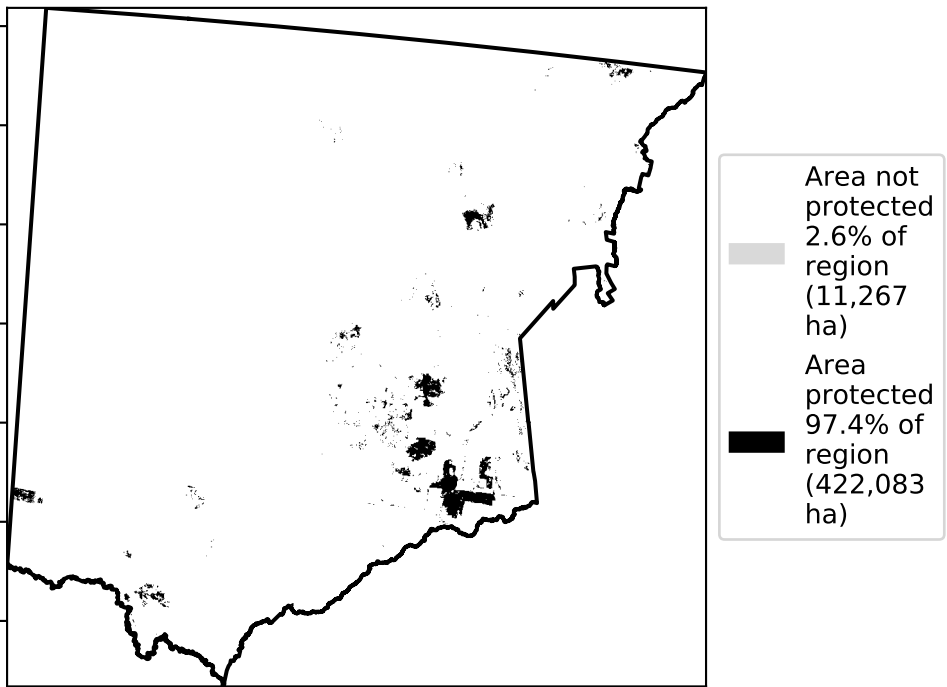 Area not
protected
2.6% of
region
(11,267
ha)
Area
protected
97.4% of
region
(422,083
ha)